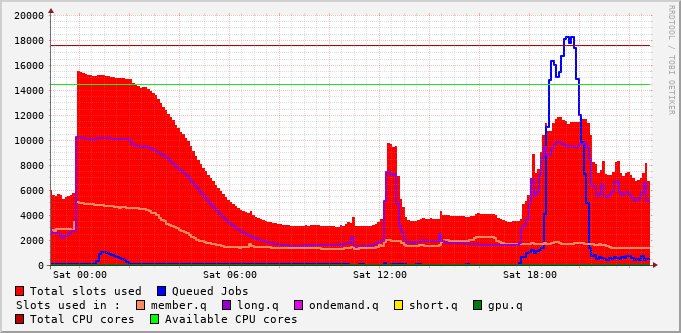 20000
18000
16000
14000
12000
10000
8000
6000
4000
2000
0
Sat 00:00 Sat 06:00 Sat 12:00 Sat 18:00
Total slots used Queued Jobs
Slots used in : member.q long.q ondemand.q short.q gpu.q
Total CPU cores Available CPU cores
RRDTOOL / TOBI OETIKER